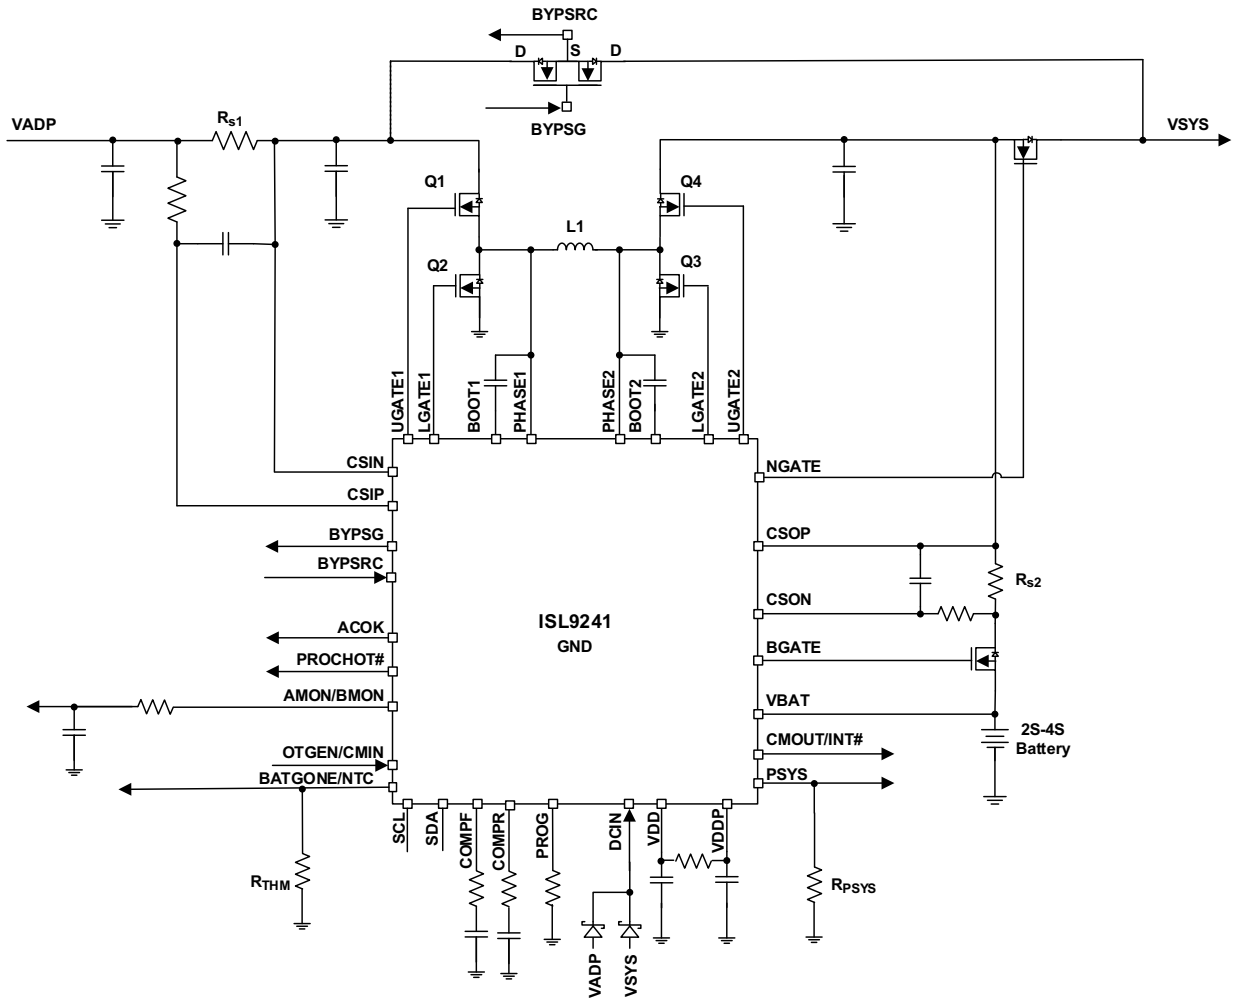 BYPSRC
D S D
BYPSG
VADP
Rs1
VSYS
Q1
Q4
L1
Q2
Q3
UGATE1
LGATE1
BOOT1
PHASE1
PHASE2
BOOT2
LGATE2
UGATE2
CSIN
NGATE
CSIP
BYPSG
CSOP
BYPSRC
Rs2
CSON
ISL9241
GND
ACOK
PROCHOT#
BGATE
AMON/BMON
VBAT
2S-4S
Battery
CMOUT/INT#
OTGEN/CMIN
BATGONE/NTC
PSYS
SCL
SDA
COMPF
COMPR
PROG
DCIN
VDD
VDDP
RTHM
RPSYS
VADP
VSYS